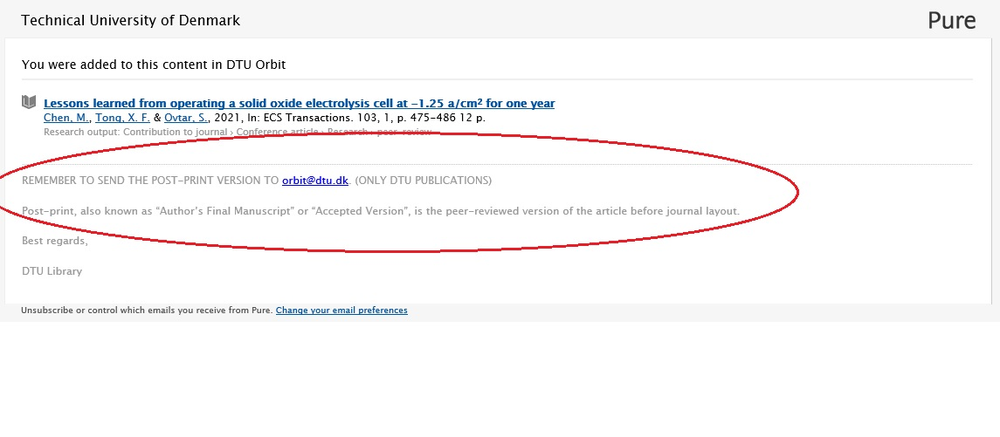 Technical University of Denmark
Pure
You were added to this content in DTU Orbit
Lessons learned from operating a solid oxide electrolysis cell at −1.25 a/cm² for one year
Chen, M., Tong, X. F. & Ovtar, S., 2021, In: ECS Transactions. 103, 1, p. 475-486 12 p.
Research output: Contribution to journal › Conference article › Research › peer-review
REMEMBER TO SEND THE POST-PRINT VERSION TO orbit@dtu.dk. (ONLY DTU PUBLICATIONS)
Post-print, also known as “Author's Final Manuscript” or “Accepted Version”, is the peer-reviewed version of the article before journal layout.
Best regards,
DTU Library
Unsubscribe or control which emails you receive from Pure. Change your email preferences